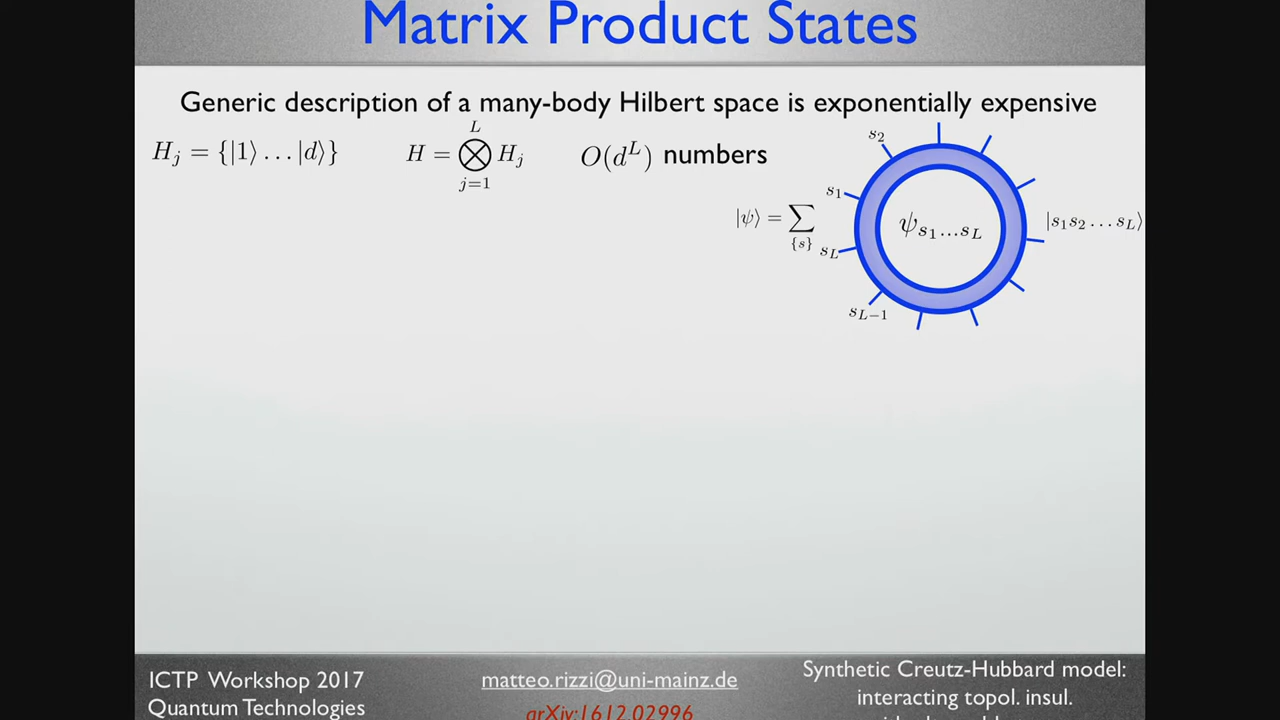 Matrix Product States
Generic description of a many-body Hilbert space is exponentially expensive
H_j = {|1⟩ … |d⟩} H = ⊗_{j=1}^{L} H_j O(d^L) numbers
s_2
s_1
|ψ⟩ = ∑_{{s}} ψ_{s_1…s_L} |s_1 s_2 … s_L⟩
s_L
s_{L−1}
ICTP Workshop 2017
Quantum Technologies
matteo.rizzi@uni-mainz.de
arXiv:1612.02996
Synthetic Creutz-Hubbard model:
interacting topol. insul.